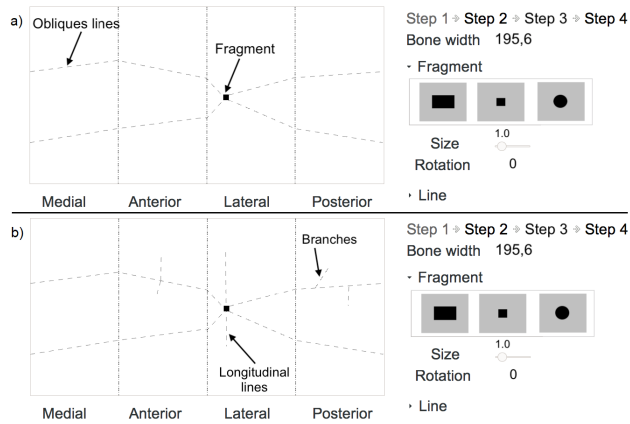 a)
Obliques lines
Fragment
Medial Anterior Lateral Posterior
Step 1 Step 2 Step 3 Step 4
Bone width 195,6
Fragment
1.0
Size
Rotation 0
Line
b)
Branches
Longitudinal
lines
Medial Anterior Lateral Posterior
Step 1 Step 2 Step 3 Step 4
Bone width 195,6
Fragment
1.0
Size
Rotation 0
Line